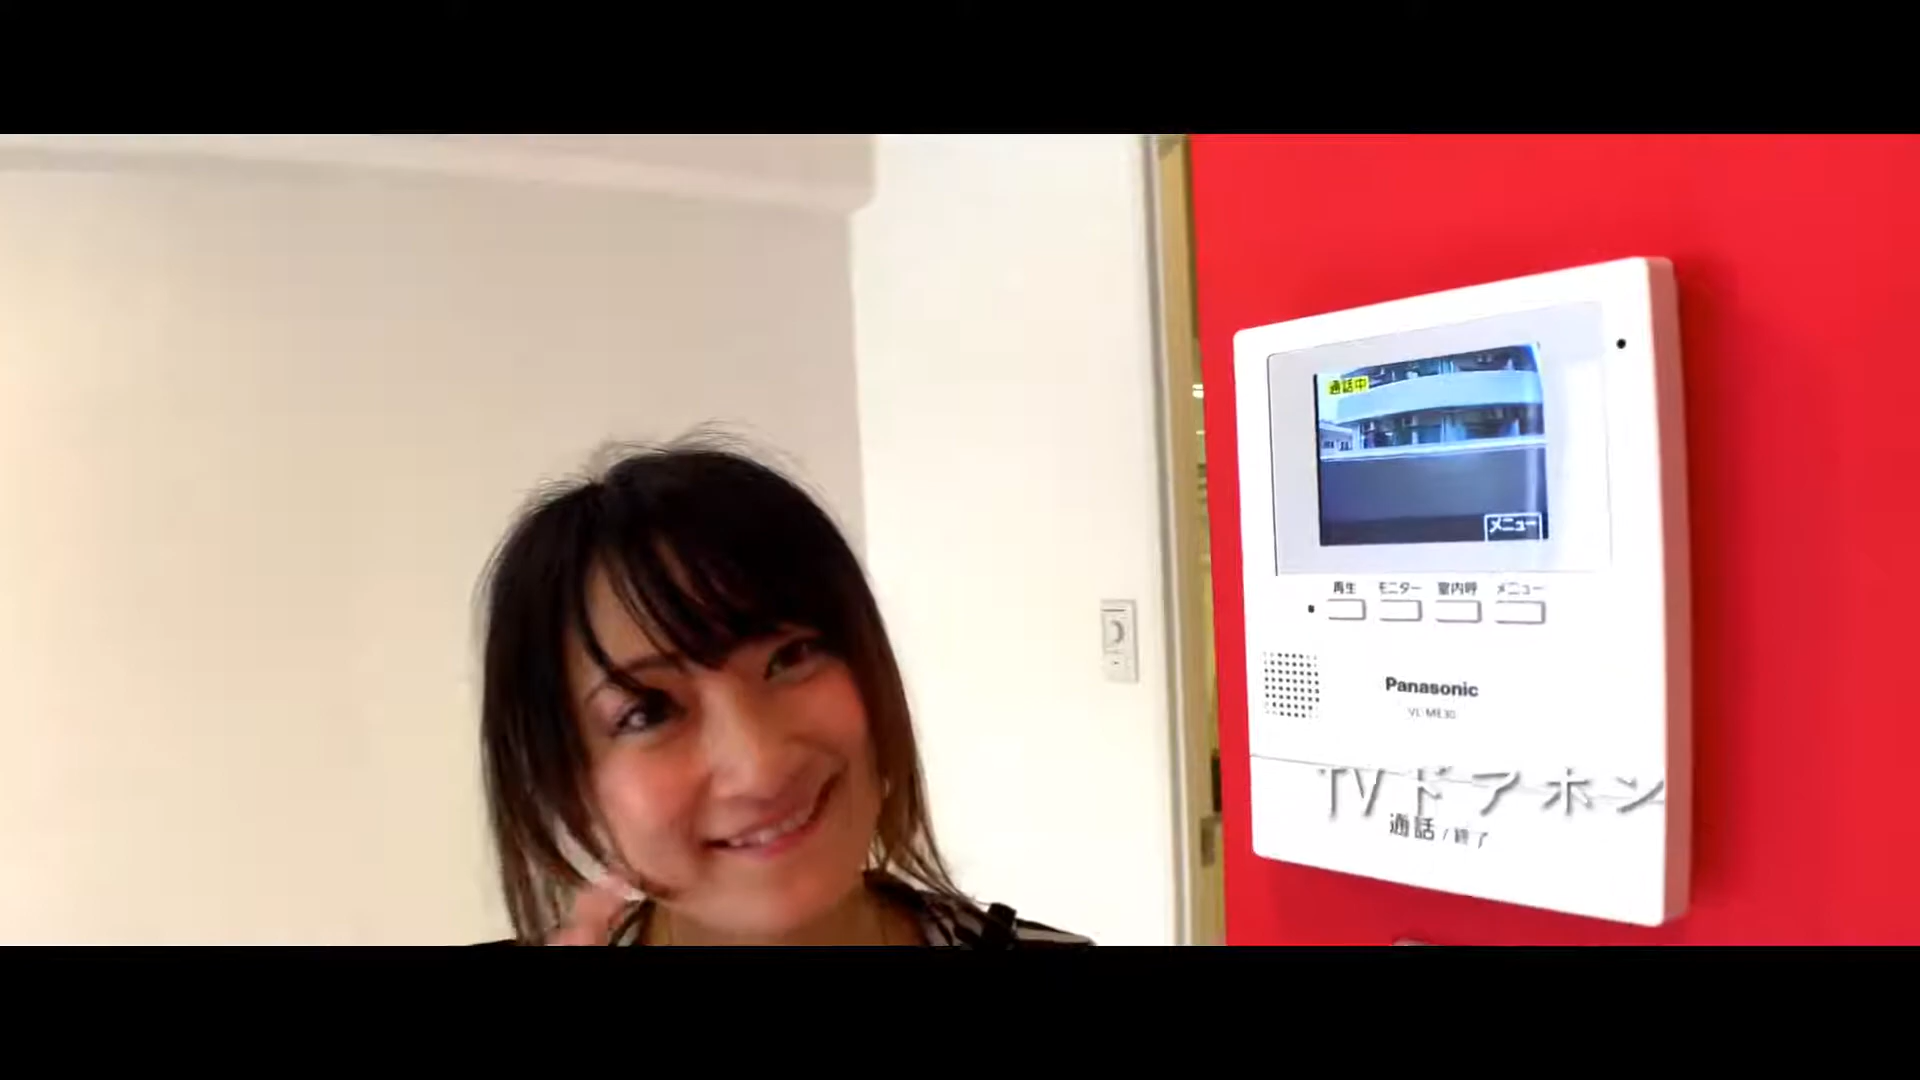 通話中
メニュー
再生 モニター 室内呼 メニュー
Panasonic
VL-ME30
TVドアホン
通話 / 終了